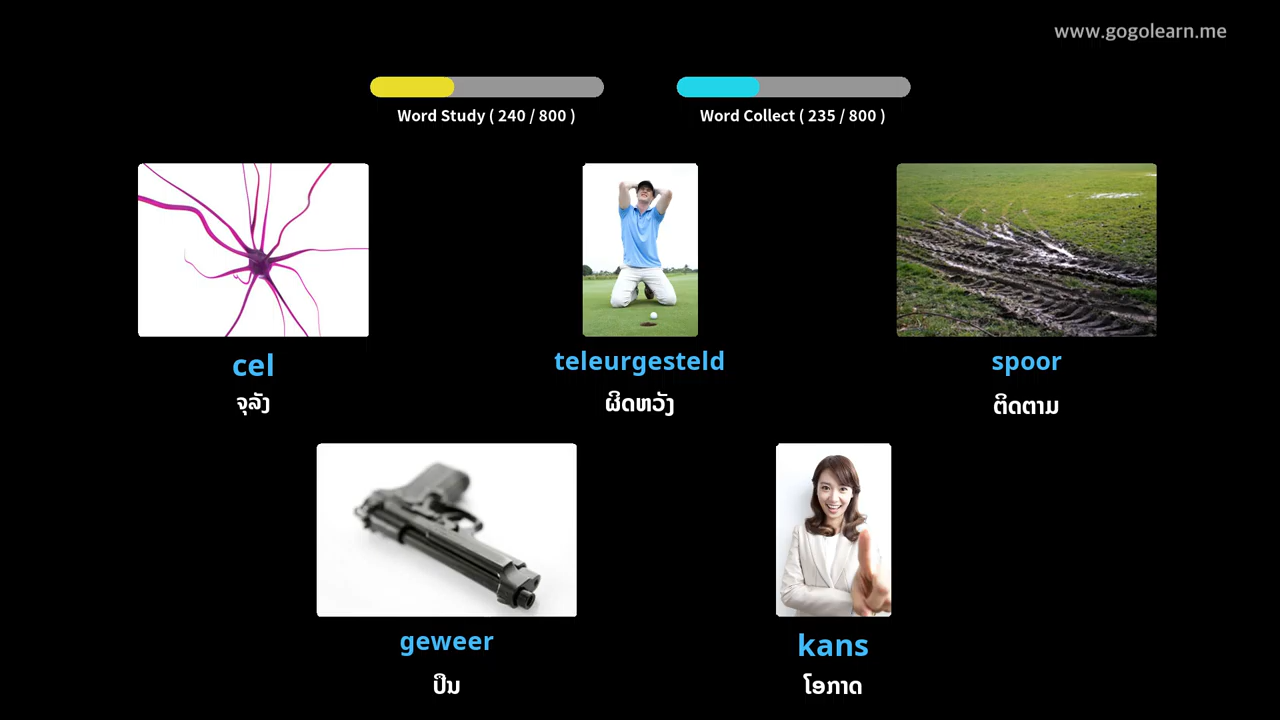 www.gogolearn.me
Word Study ( 240 / 800 )
Word Collect ( 235 / 800 )
cel
ຈຸລັງ
teleurgesteld
ຜິດຫວັງ
spoor
ຕິດຕາມ
geweer
ປືນ
kans
ໂອກາດ